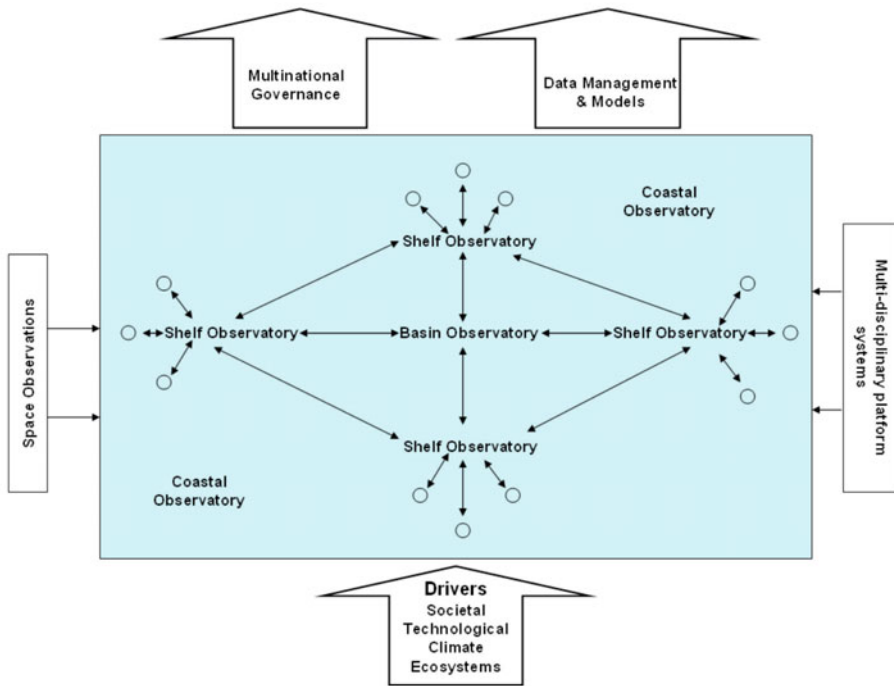 Multinational
Governance
Data Management
& Models
Coastal
Observatory
Shelf Observatory
Space Observations
Shelf Observatory
Basin Observatory
Shelf Observatory
Multi-disciplinary platform
systems
Shelf Observatory
Coastal
Observatory
Drivers
Societal
Technological
Climate
Ecosystems